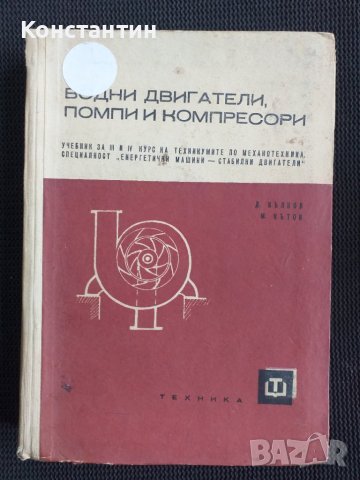 Константин
ВОДНИ ДВИГАТЕЛИ,
ПОМПИ И КОМПРЕСОРИ
УЧЕБНИК ЗА III И IV КУРС НА ТЕХНИКУМИТЕ ПО МЕХАНОТЕХНИКА,
СПЕЦИАЛНОСТ „ЕНЕРГЕТИЧНИ МАШИНИ — СТАБИЛНИ ДВИГАТЕЛИ"
Д.
М.
ТЕХНИКА
Т
bazar